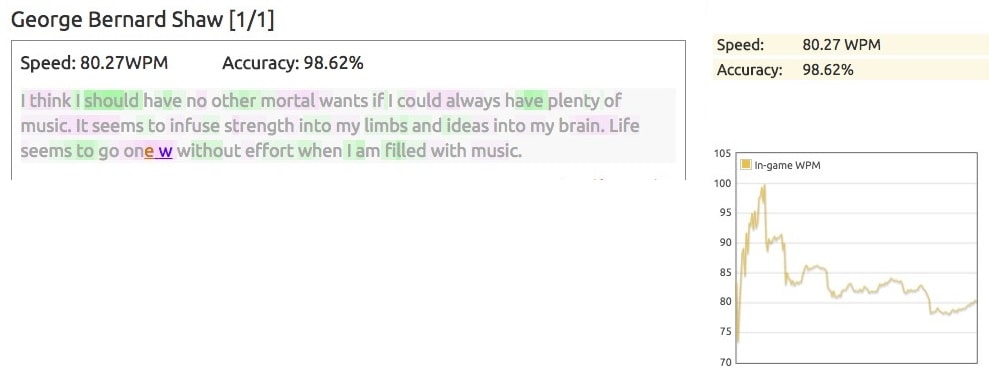 George Bernard Shaw [1/1]
Speed: 80.27WPM Accuracy: 98.62%
I think I should have no other mortal wants if I could always have plenty of
music. It seems to infuse strength into my limbs and ideas into my brain. Life
seems to go one w without effort when I am filled with music.
Speed: 80.27 WPM
Accuracy: 98.62%
In-game WPM
105
100
95
90
85
80
75
70